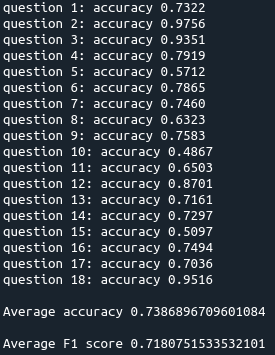 question 1: accuracy 0.7322
question 2: accuracy 0.9756
question 3: accuracy 0.9351
question 4: accuracy 0.7919
question 5: accuracy 0.5712
question 6: accuracy 0.7865
question 7: accuracy 0.7460
question 8: accuracy 0.6323
question 9: accuracy 0.7583
question 10: accuracy 0.4867
question 11: accuracy 0.6503
question 12: accuracy 0.8701
question 13: accuracy 0.7161
question 14: accuracy 0.7297
question 15: accuracy 0.5097
question 16: accuracy 0.7494
question 17: accuracy 0.7036
question 18: accuracy 0.9516
Average accuracy 0.7386896709601084
Average F1 score 0.7180751533532101